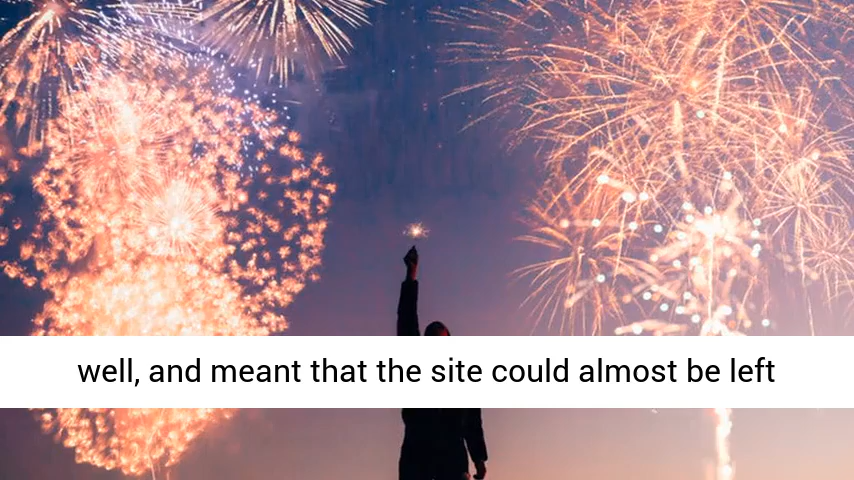 well, and meant that the site could almost be left